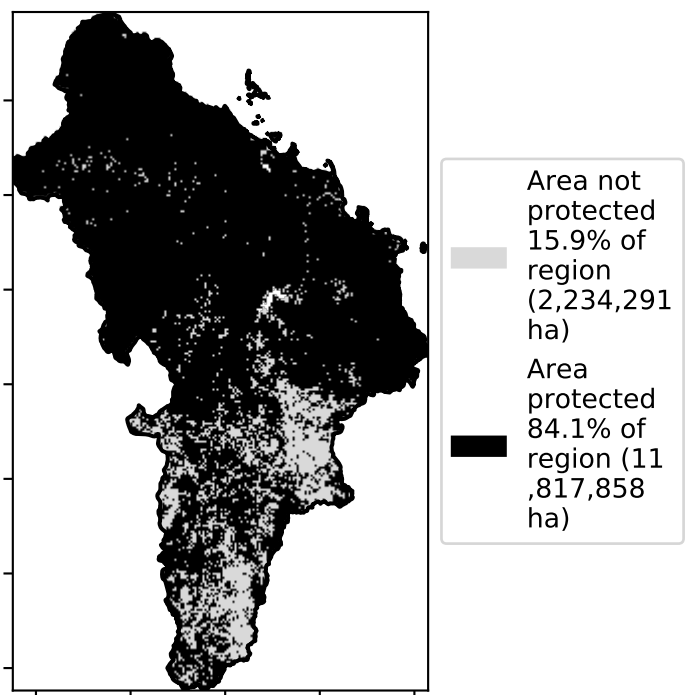 Area not
protected
15.9% of
region
(2,234,291
ha)
Area
protected
84.1% of
region (11
,817,858
ha)